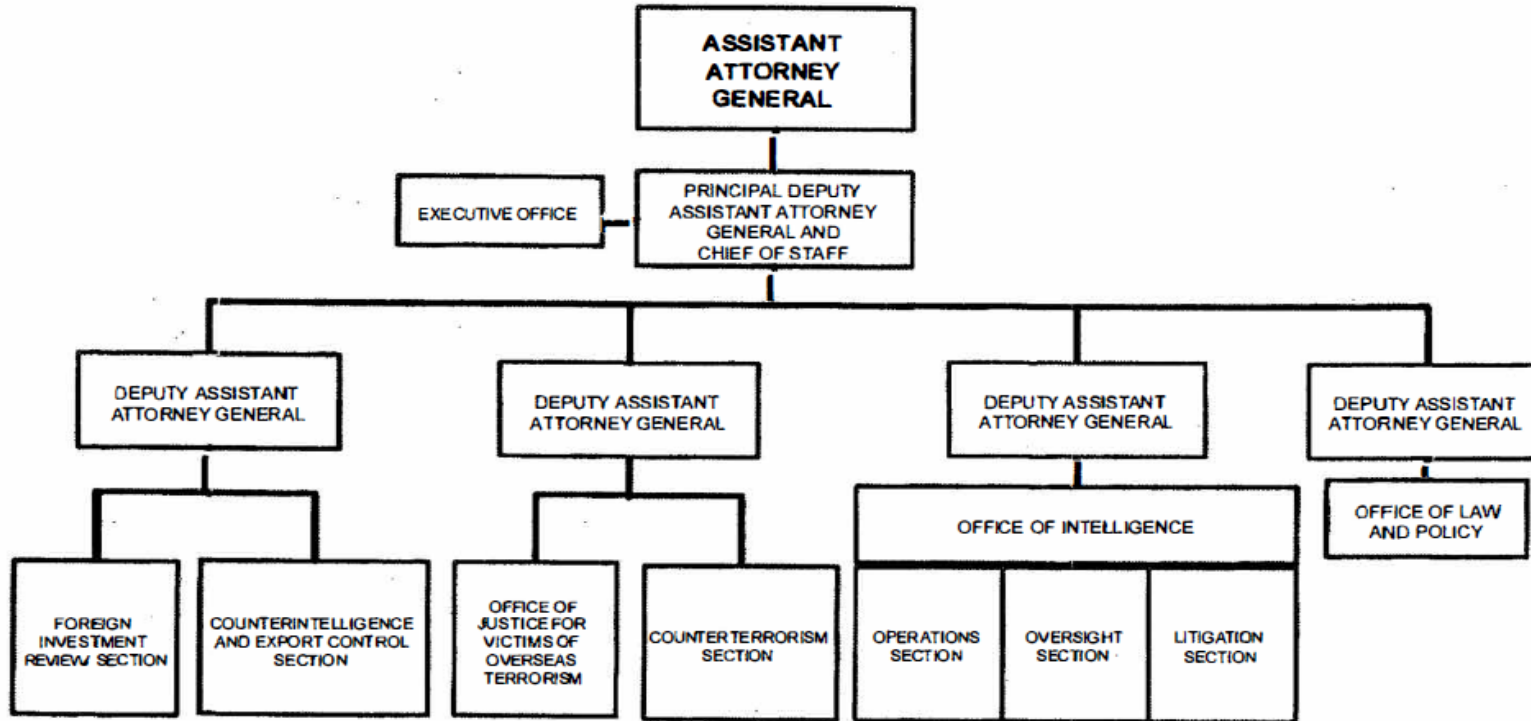 ASSISTANT
ATTORNEY
GENERAL
EXECUTIVE OFFICE
PRINCIPAL DEPUTY
ASSISTANT ATTORNEY
GENERAL AND
CHIEF OF STAFF
DEPUTY ASSISTANT
ATTORNEY GENERAL
DEPUTY ASSISTANT
ATTORNEY GENERAL
DEPUTY ASSISTANT
ATTORNEY GENERAL
DEPUTY ASSISTANT
ATTORNEY GENERAL
FOREIGN
INVESTMENT
REVIEW SECTION
COUNTERINTELLIGENCE
AND EXPORT CONTROL
SECTION
OFFICE OF
JUSTICE FOR
VICTIMS OF
OVERSEAS
TERRORISM
COUNTERTERRORISM
SECTION
OFFICE OF INTELLIGENCE
OPERATIONS
SECTION
OVERSIGHT
SECTION
LITIGATION
SECTION
OFFICE OF LAW
AND POLICY